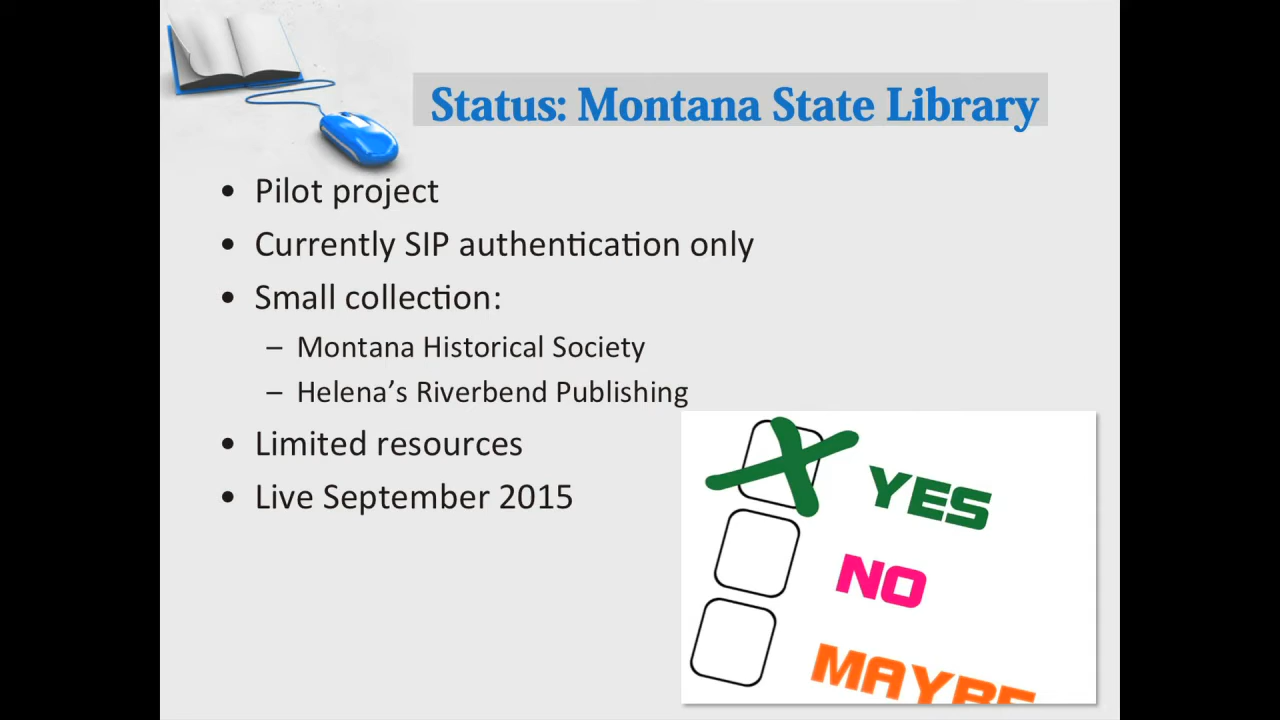 Status: Montana State Library
• Pilot project
• Currently SIP authentication only
• Small collection:
– Montana Historical Society
– Helena’s Riverbend Publishing
• Limited resources
• Live September 2015
YES
NO
MAYBE